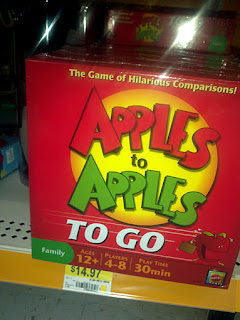 The Game of Hilarious Comparisons!
APPLES
to
APPLES
TO GO
Family
AGES
12+
PLAYERS
4-8
PLAY TIME
30min
$14.97